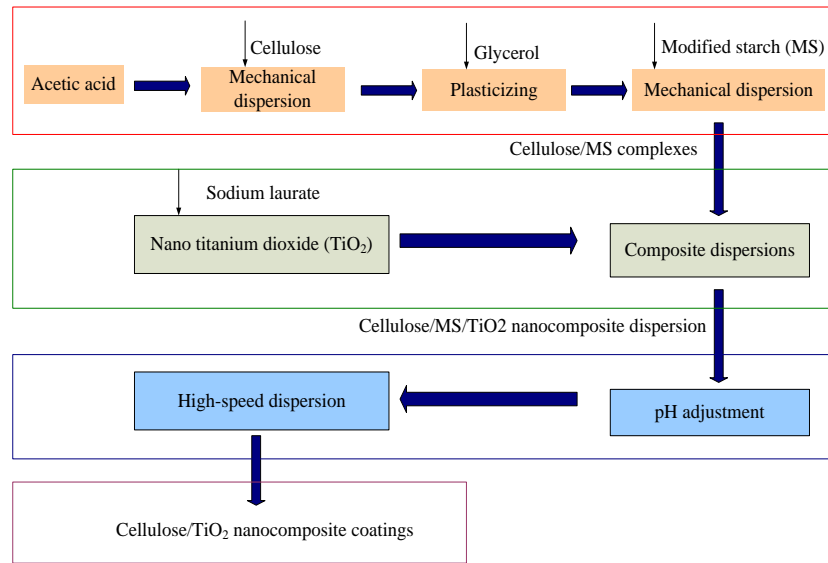 Cellulose
Glycerol
Modified starch (MS)
Acetic acid
Mechanical
dispersion
Plasticizing
Mechanical dispersion
Cellulose/MS complexes
Sodium laurate
Nano titanium dioxide (TiO₂)
Composite dispersions
Cellulose/MS/TiO2 nanocomposite dispersion
High-speed dispersion
pH adjustment
Cellulose/TiO₂ nanocomposite coatings